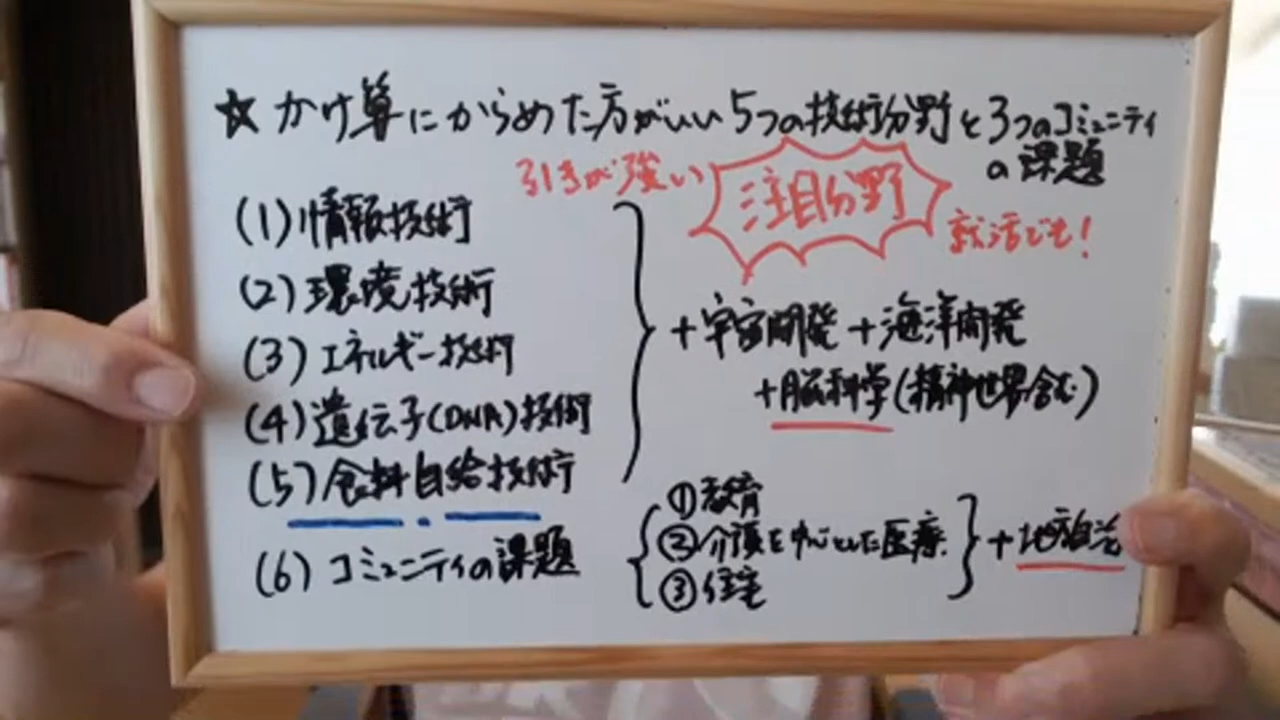 ☆ かけ算にからめた方がいい5つの技術分野と3つのコミュニティ
の課題
引きが強い
注目分野
就活でも!
(1) 情報技術
(2) 環境技術
(3) エネルギー技術
(4) 遺伝子(DNA)技術
(5) 食料自給技術
+宇宙開発+海洋開発
+脳科学(精神世界含む)
(6) コミュニティの課題
①教育
②介護を中心とした医療
③住宅
+地方自治